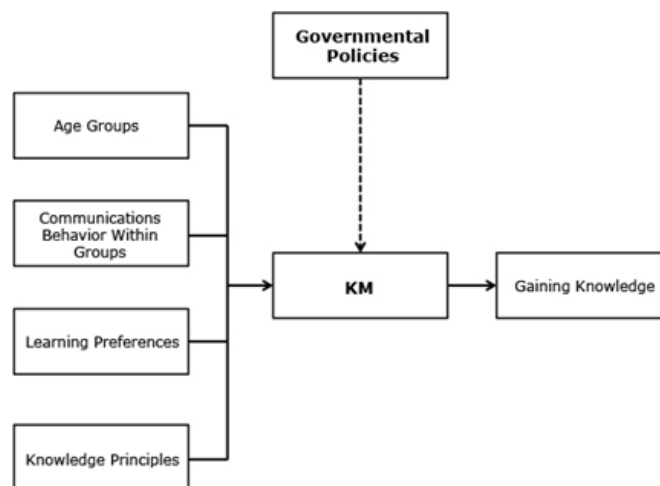 Governmental
Policies
Age Groups
Communications
Behavior Within
Groups
KM
Gaining Knowledge
Learning Preferences
Knowledge Principles